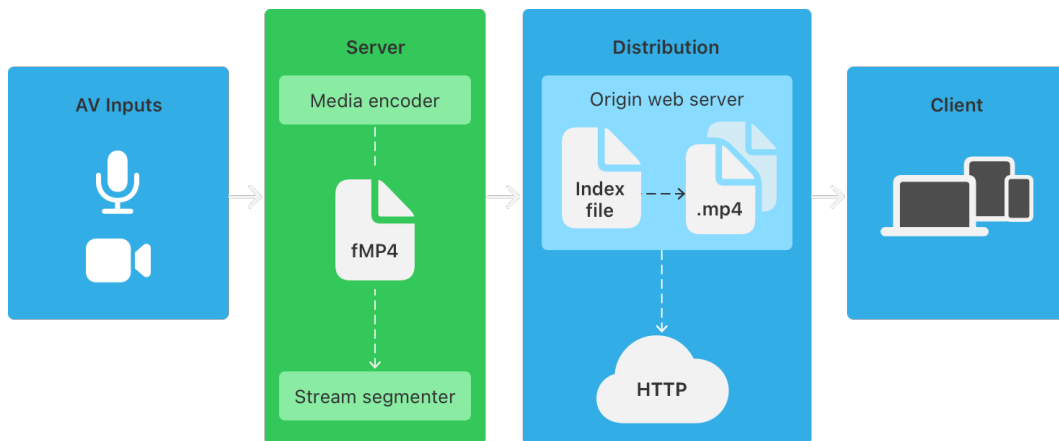 AV Inputs
Server
Media encoder
fMP4
Stream segmenter
Distribution
Origin web server
Index
file
.mp4
HTTP
Client